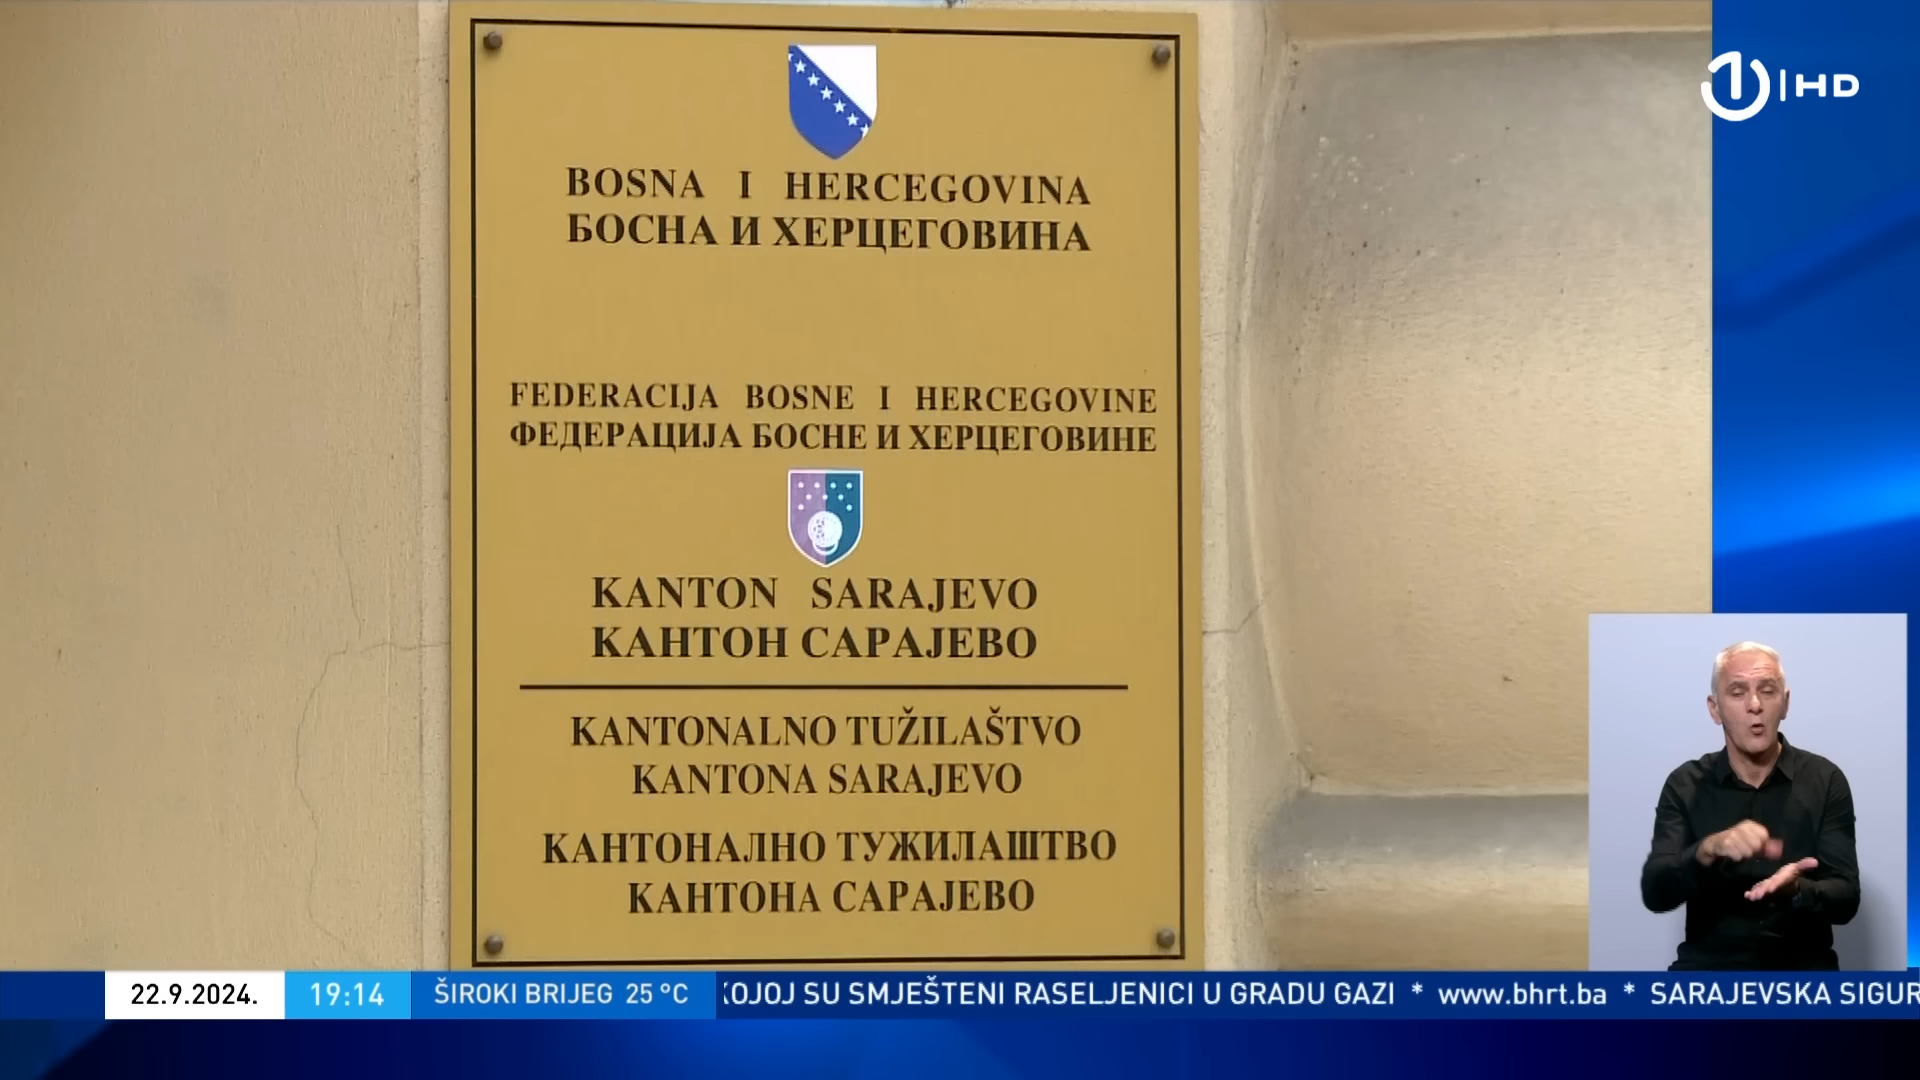 BOSNA I HERCEGOVINA
БОСНА И ХЕРЦЕГОВИНА
FEDERACIJA BOSNE I HERCEGOVINE
ФЕДЕРАЦИЈА БОСНЕ И ХЕРЦЕГОВИНЕ
KANTON SARAJEVO
КАНТОН САРАЈЕВО
KANTONALNO TUŽILAŠTVO
KANTONA SARAJEVO
КАНТОНАЛНО ТУЖИЛАШТВО
КАНТОНА САРАЈЕВО
1 HD
22.9.2024. 19:14 ŠIROKI BRIJEG 25 °C KOJOJ SU SMJEŠTENI RASELJENICI U GRADU GAZI * www.bhrt.ba * SARAJEVSKA